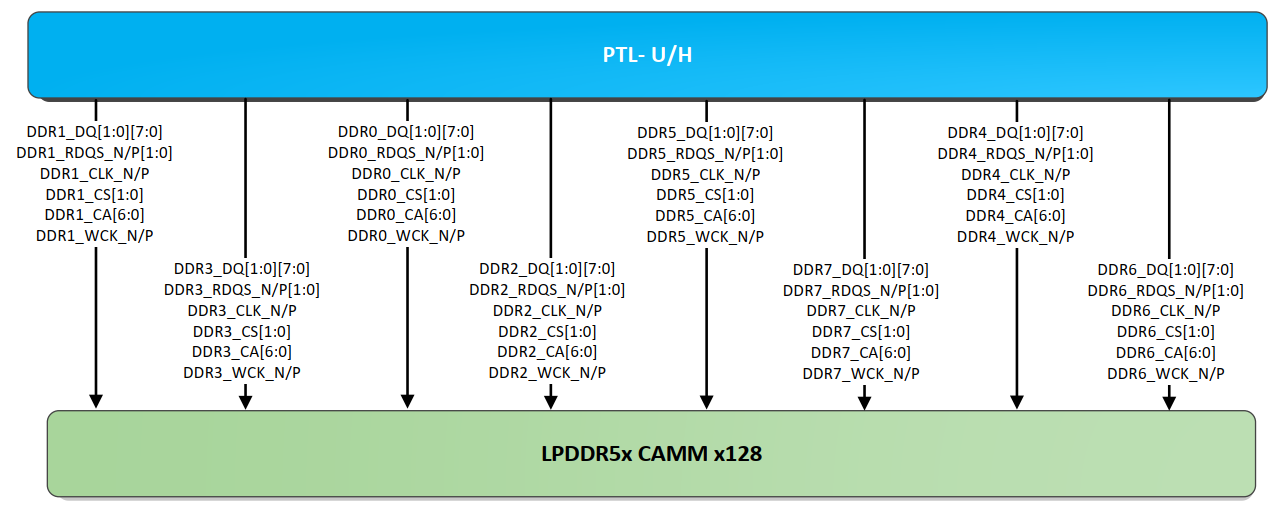 PTL- U/H
DDR1_DQ[1:0][7:0]
DDR1_RDQS_N/P[1:0]
DDR1_CLK_N/P
DDR1_CS[1:0]
DDR1_CA[6:0]
DDR1_WCK_N/P
DDR3_DQ[1:0][7:0]
DDR3_RDQS_N/P[1:0]
DDR3_CLK_N/P
DDR3_CS[1:0]
DDR3_CA[6:0]
DDR3_WCK_N/P
DDR0_DQ[1:0][7:0]
DDR0_RDQS_N/P[1:0]
DDR0_CLK_N/P
DDR0_CS[1:0]
DDR0_CA[6:0]
DDR0_WCK_N/P
DDR2_DQ[1:0][7:0]
DDR2_RDQS_N/P[1:0]
DDR2_CLK_N/P
DDR2_CS[1:0]
DDR2_CA[6:0]
DDR2_WCK_N/P
DDR5_DQ[1:0][7:0]
DDR5_RDQS_N/P[1:0]
DDR5_CLK_N/P
DDR5_CS[1:0]
DDR5_CA[6:0]
DDR5_WCK_N/P
DDR7_DQ[1:0][7:0]
DDR7_RDQS_N/P[1:0]
DDR7_CLK_N/P
DDR7_CS[1:0]
DDR7_CA[6:0]
DDR7_WCK_N/P
DDR4_DQ[1:0][7:0]
DDR4_RDQS_N/P[1:0]
DDR4_CLK_N/P
DDR4_CS[1:0]
DDR4_CA[6:0]
DDR4_WCK_N/P
DDR6_DQ[1:0][7:0]
DDR6_RDQS_N/P[1:0]
DDR6_CLK_N/P
DDR6_CS[1:0]
DDR6_CA[6:0]
DDR6_WCK_N/P
LPDDR5x CAMM x128